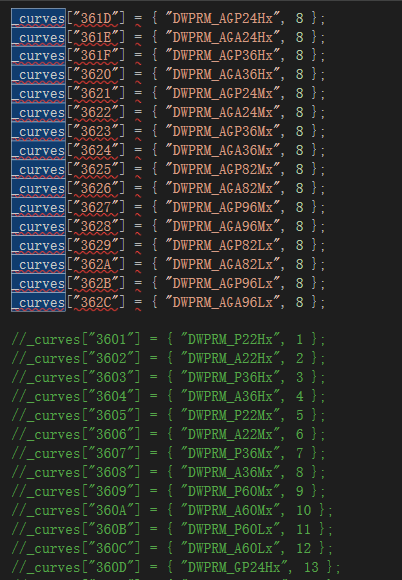 _curves["361D"] = { "DWPRM_AGP24Hx", 8 };
_curves["361E"] = { "DWPRM_AGA24Hx", 8 };
_curves["361F"] = { "DWPRM_AGP36Hx", 8 };
_curves["3620"] = { "DWPRM_AGA36Hx", 8 };
_curves["3621"] = { "DWPRM_AGP24Mx", 8 };
_curves["3622"] = { "DWPRM_AGA24Mx", 8 };
_curves["3623"] = { "DWPRM_AGP36Mx", 8 };
_curves["3624"] = { "DWPRM_AGA36Mx", 8 };
_curves["3625"] = { "DWPRM_AGP82Mx", 8 };
_curves["3626"] = { "DWPRM_AGA82Mx", 8 };
_curves["3627"] = { "DWPRM_AGP96Mx", 8 };
_curves["3628"] = { "DWPRM_AGA96Mx", 8 };
_curves["3629"] = { "DWPRM_AGP82Lx", 8 };
_curves["362A"] = { "DWPRM_AGA82Lx", 8 };
_curves["362B"] = { "DWPRM_AGP96Lx", 8 };
_curves["362C"] = { "DWPRM_AGA96Lx", 8 };
//_curves["3601"] = { "DWPRM_P22Hx", 1 };
//_curves["3602"] = { "DWPRM_A22Hx", 2 };
//_curves["3603"] = { "DWPRM_P36Hx", 3 };
//_curves["3604"] = { "DWPRM_A36Hx", 4 };
//_curves["3605"] = { "DWPRM_P22Mx", 5 };
//_curves["3606"] = { "DWPRM_A22Mx", 6 };
//_curves["3607"] = { "DWPRM_P36Mx", 7 };
//_curves["3608"] = { "DWPRM_A36Mx", 8 };
//_curves["3609"] = { "DWPRM_P60Mx", 9 };
//_curves["360A"] = { "DWPRM_A60Mx", 10 };
//_curves["360B"] = { "DWPRM_P60Lx", 11 };
//_curves["360C"] = { "DWPRM_A60Lx", 12 };
//_curves["360D"] = { "DWPRM_GP24Hx", 13 };